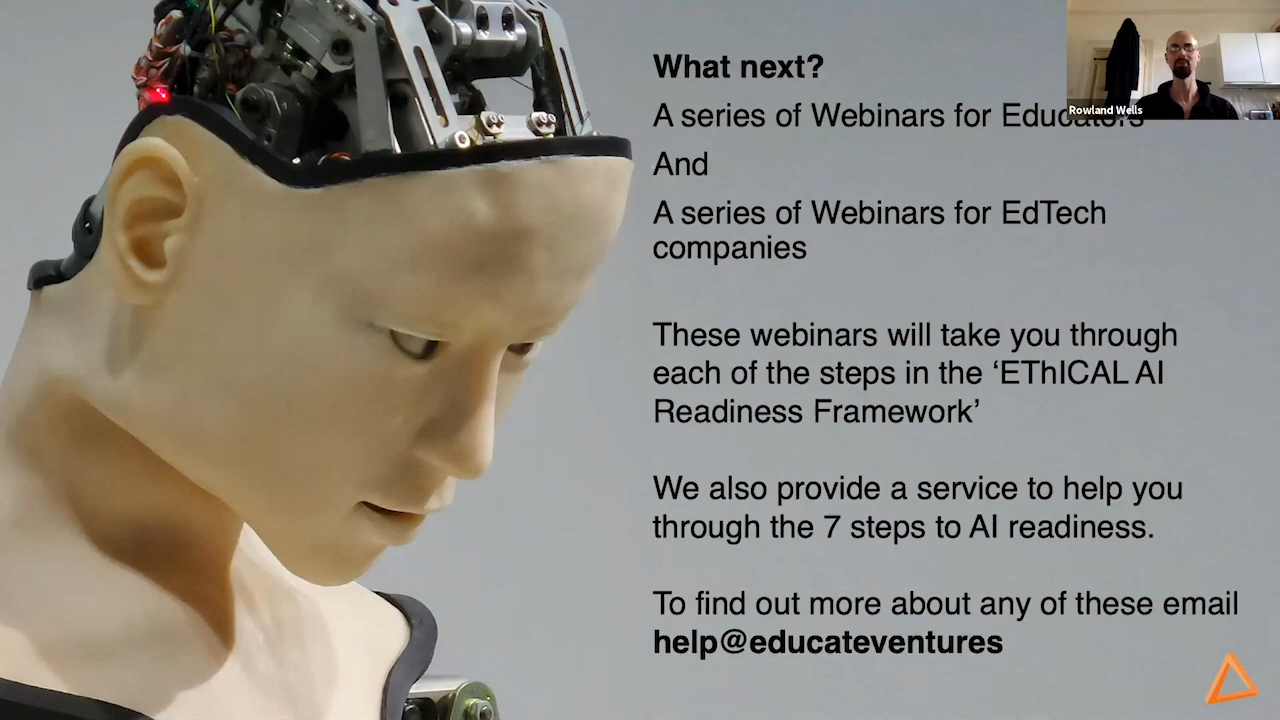 What next?
Rowland Wells
A series of Webinars for Educators
And
A series of Webinars for EdTech
companies
These webinars will take you through
each of the steps in the ‘EThICAL AI
Readiness Framework’
We also provide a service to help you
through the 7 steps to AI readiness.
To find out more about any of these email
help@educateventures